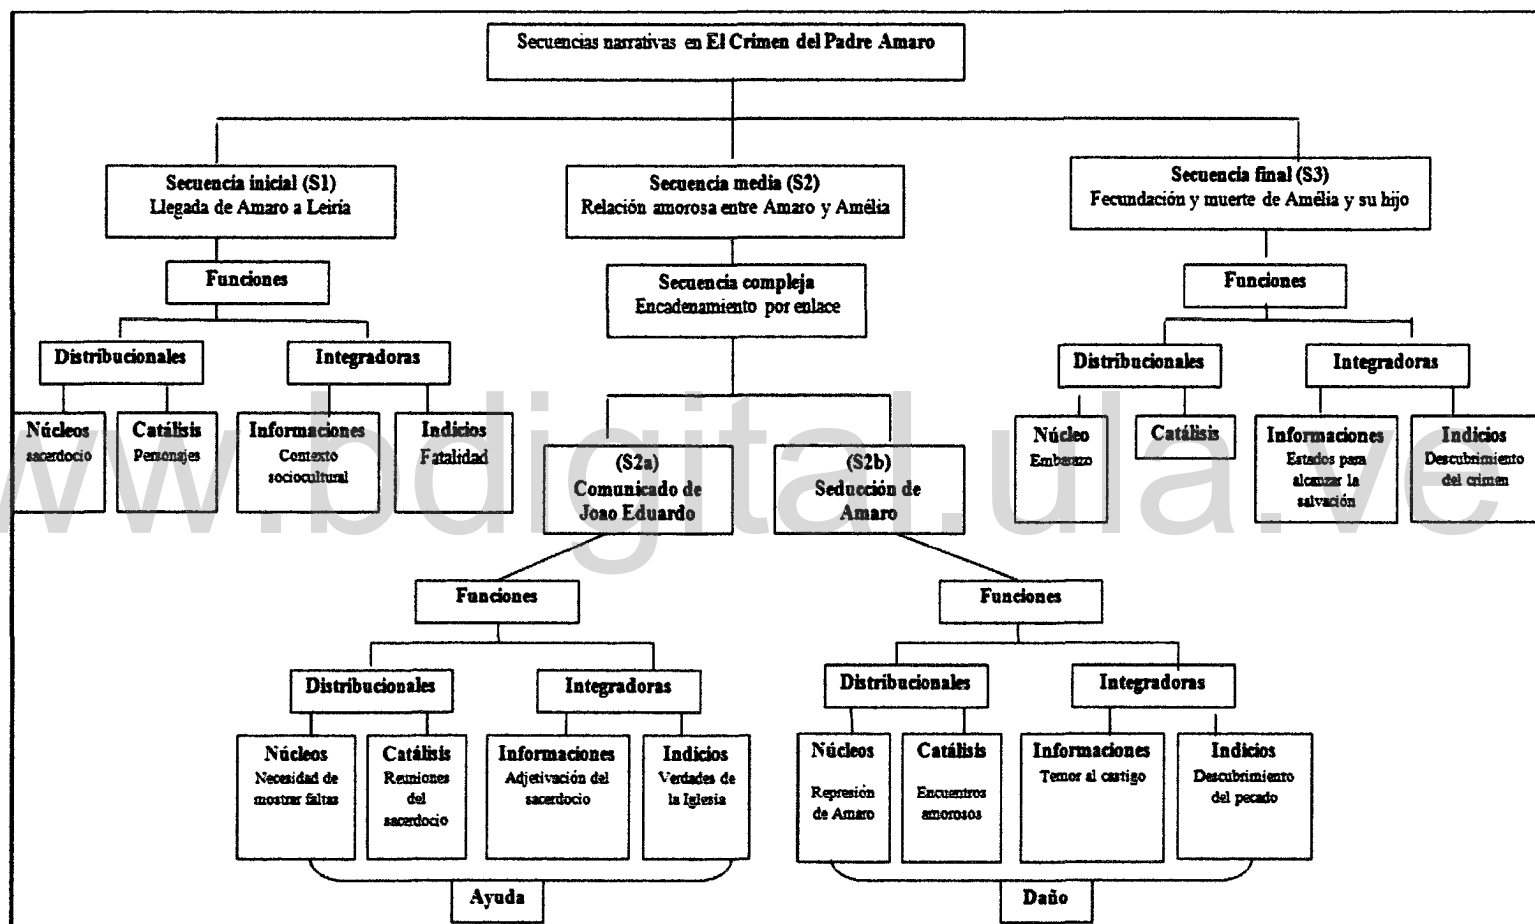 Secuencias narrativas en El Crimen del Padre Amaro
Secuencia inicial (S1)
Llegada de Amaro a Leiría
Secuencia media (S2)
Relación amorosa entre Amaro y Amélia
Secuencia final (S3)
Fecundación y muerte de Amélia y su hijo
Funciones
Secuencia compleja
Encadenamiento por enlace
Funciones
Distribucionales
Integradoras
Distribucionales
Integradoras
Núcleos
sacerdocio
Catálisis
Personajes
Informaciones
Contexto
sociocultural
Indicios
Fatalidad
(S2a)
Comunicado de
Joao Eduardo
(S2b)
Seducción de
Amaro
Núcleo
Embarazo
Catálisis
Informaciones
Estados para
alcanzar la
salvación
Indicios
Descubrimiento
del crimen
www.bdigital.ula.ve
Funciones
Funciones
Distribucionales
Integradoras
Distribucionales
Integradoras
Núcleos
Necesidad de
mostrar faltas
Catálisis
Reuniones
del
sacerdocio
Informaciones
Adjetivación del
sacerdocio
Indicios
Verdades de
la Iglesia
Núcleos
Represión
de Amaro
Catálisis
Encuentros
amorosos
Informaciones
Temor al castigo
Indicios
Descubrimiento
del pecado
Ayuda
Daño